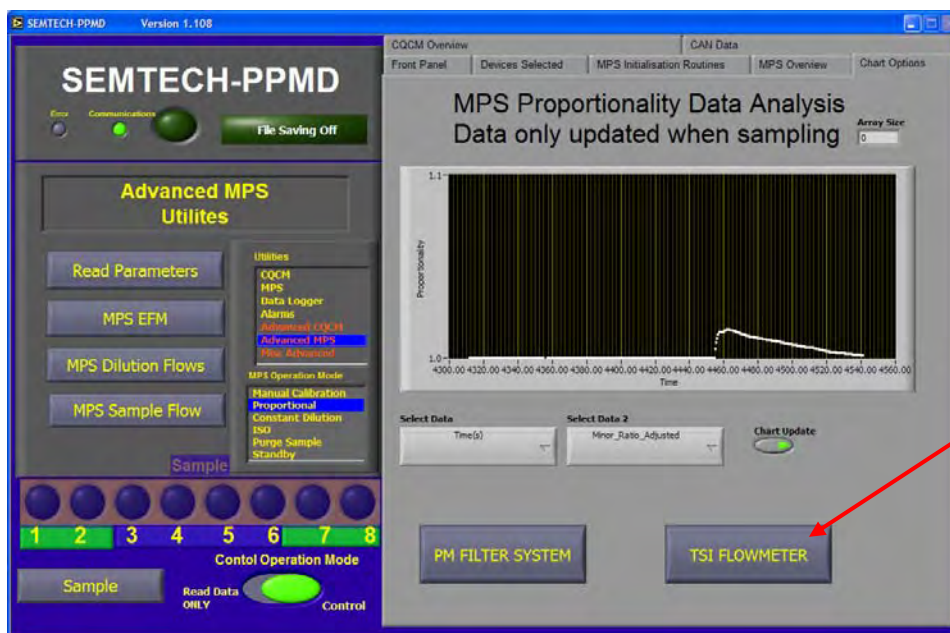 SEMTECH-PPMD Version 1.108
SEMTECH-PPMD
Error Communications
File Saving Off
Advanced MPS
Utilites
Read Parameters
MPS EFM
MPS Dilution Flows
MPS Sample Flow
Utilities
CQCM
MPS
Data Logger
Alarms
Advanced CQCM
Advanced MPS
Misc Advanced
MPS Operation Mode
Manual Calibration
Proportional
Constant Dilution
ISO
Purge Sample
Standby
Sample
1 2 3 4 5 6 7 8
Contol Operation Mode
Sample
Read Data
ONLY
Control
CQCM Overview CAN Data
Front Panel Devices Selected MPS Initialisation Routines MPS Overview Chart Options
MPS Proportionality Data Analysis
Data only updated when sampling
Array Size
0
1.1
Proportionality
1.0
4300.00 4320.00 4340.00 4360.00 4380.00 4400.00 4420.00 4440.00 4460.00 4480.00 4500.00 4520.00 4540.00 4560.00
Time
Select Data Select Data 2 Chart Update
Time(s) Minor_Ratio_Adjusted
PM FILTER SYSTEM TSI FLOWMETER